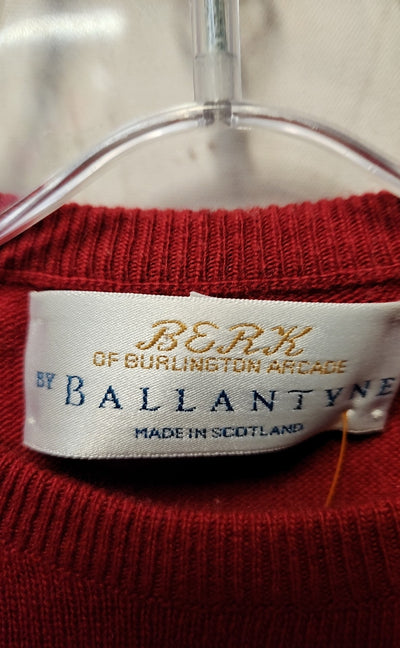 BERK
OF BURLINGTON ARCADE
BY BALLANTYNE
MADE IN SCOTLAND